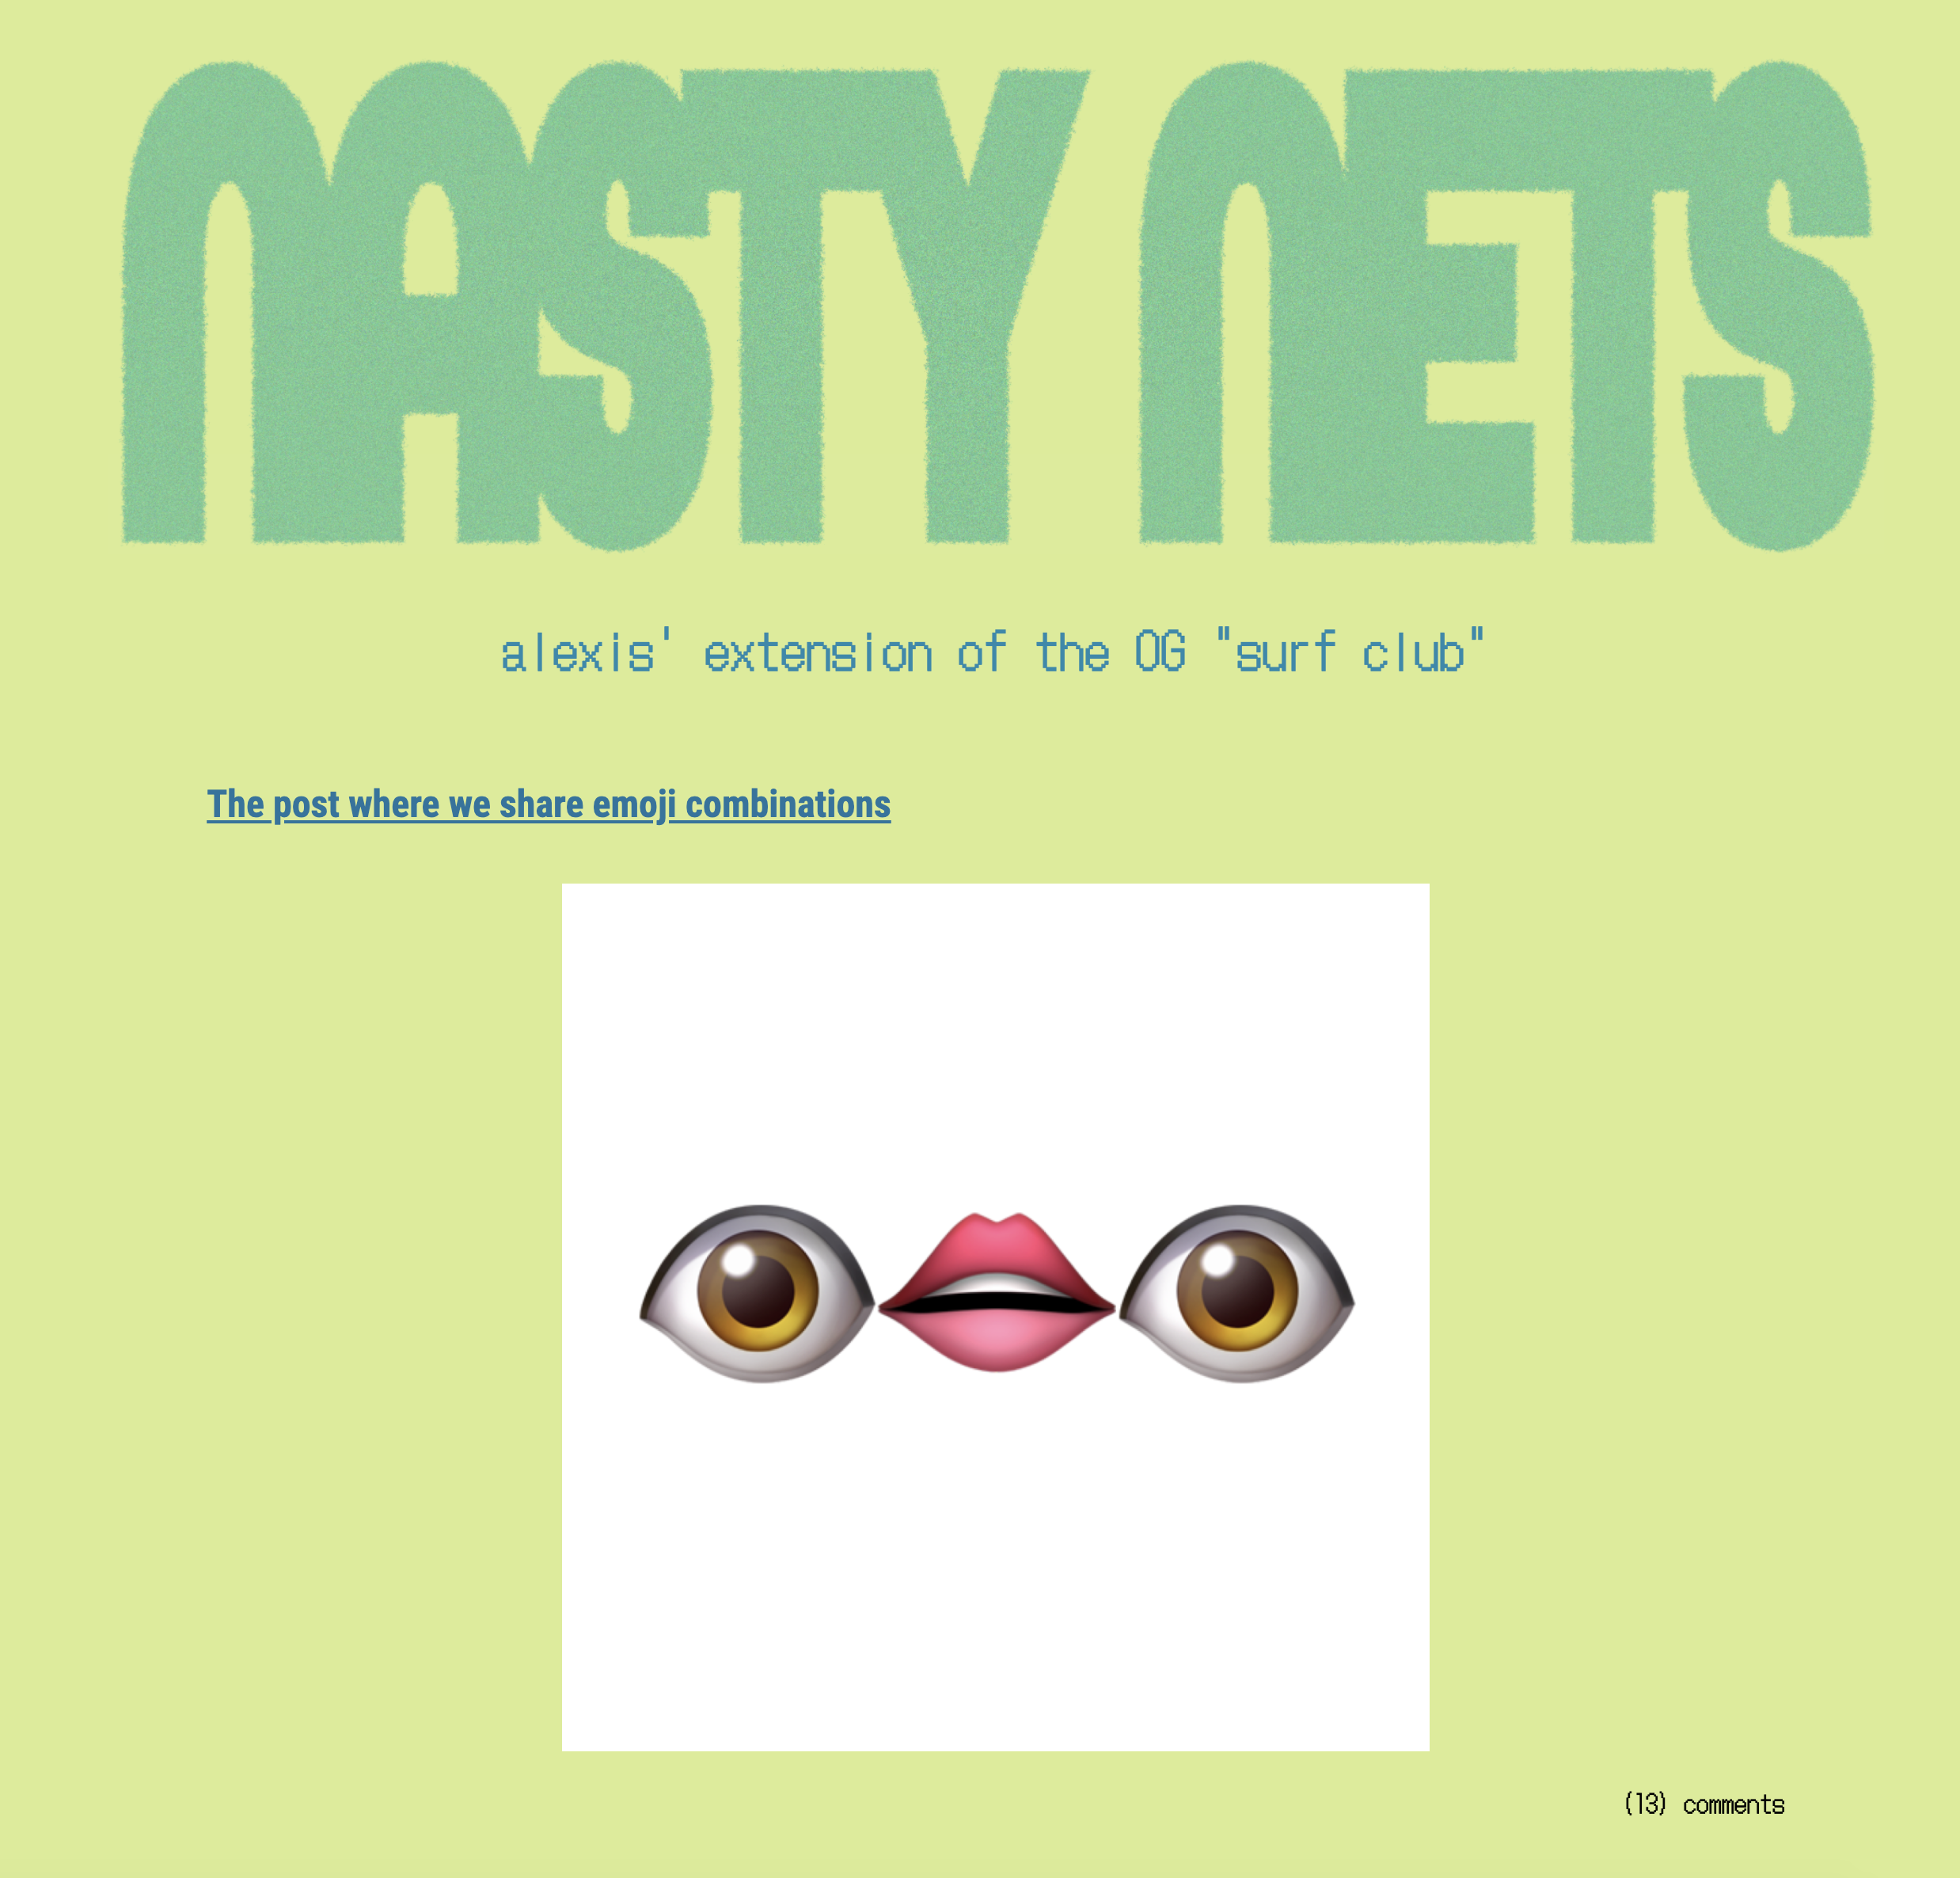 NASTY NETS
alexis' extension of the OG "surf club"
The post where we share emoji combinations
(13) comments